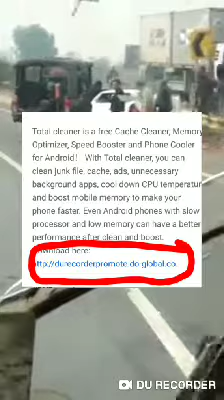 Total cleaner is a free Cache Cleaner, Memory
Optimizer, Speed Booster and Phone Cooler
for Android! With Total cleaner, you can
clean junk file, cache, ads, unnecessary
background apps, cool down CPU temperatur
and boost mobile memory to make your
phone faster. Even Android phones with slow
processor and low memory can have a better
performance after clean and boost.
ownload here:
ttp://durecorderpromote.do.global.co
DU RECORDER